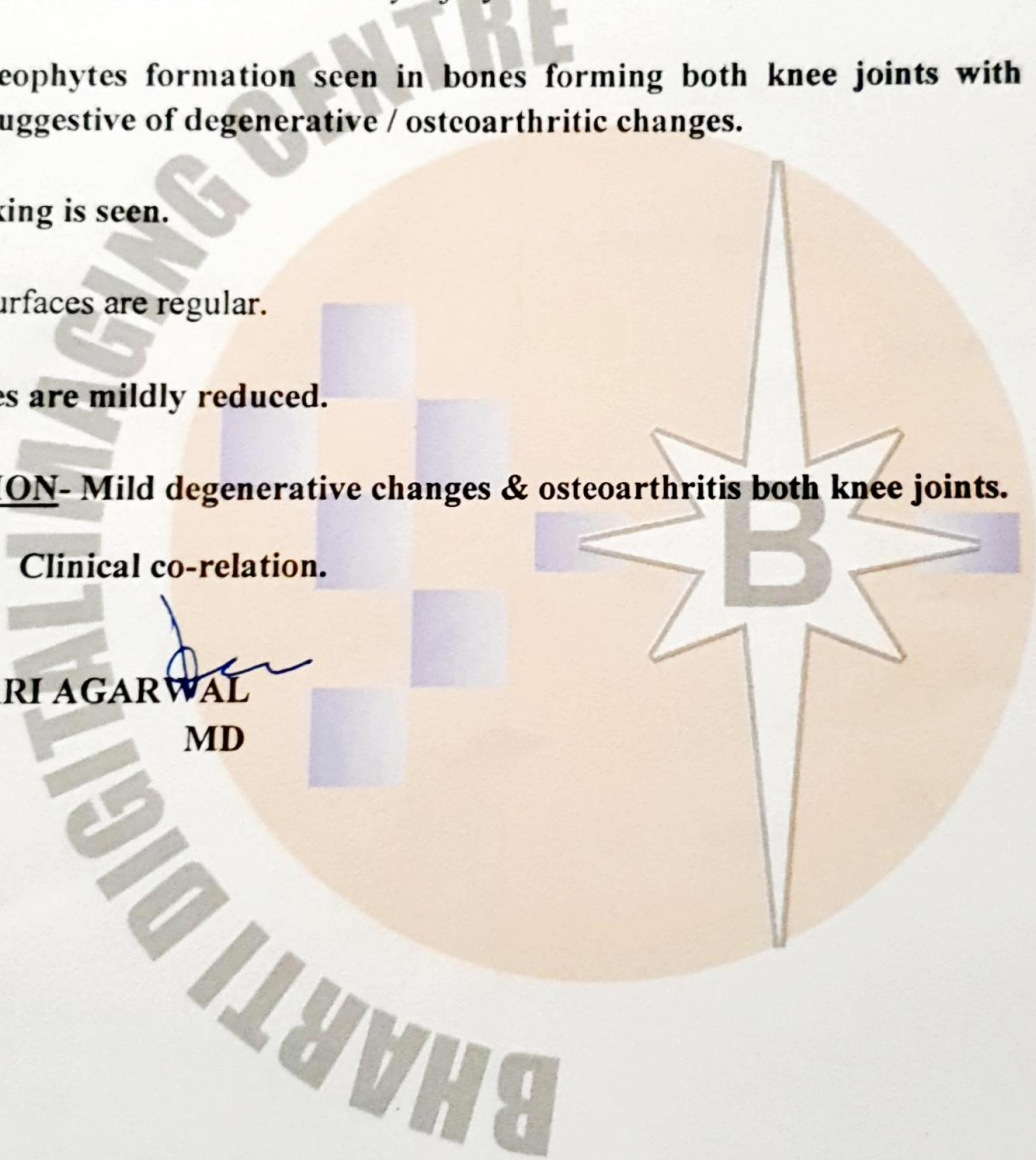 eophytes formation seen in bones forming both knee joints with
uggestive of degenerative / osteoarthritic changes.
king is seen.
urfaces are regular.
es are mildly reduced.
ION- Mild degenerative changes & osteoarthritis both knee joints.
Clinical co-relation.
RI AGARWAL
MD
B
BHARTI DIGITAL IMAGING CENTRE